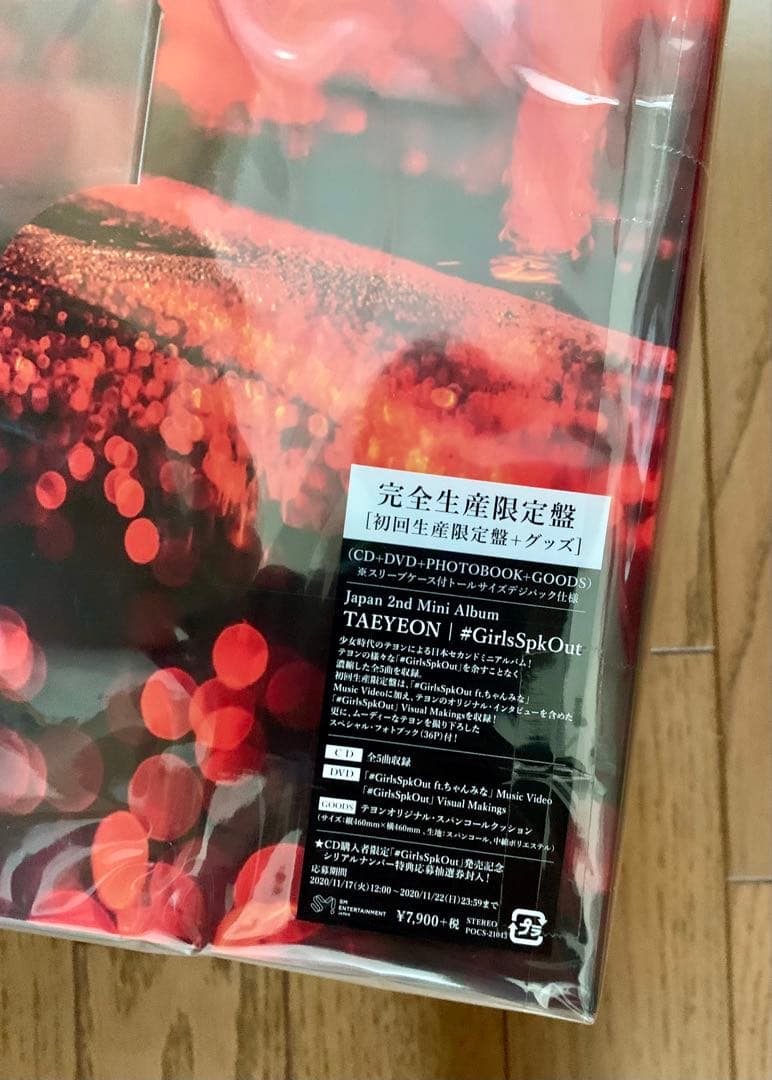 完全生産限定盤
[初回生産限定盤+グッズ]
(CD+DVD+PHOTOBOOK+GOODS)
※スリーブケース付トールサイズデジパック仕様
Japan 2nd Mini Album
TAEYEON | #GirlsSpkOut
少女時代のテヨンによる日本セカンドミニアルバム!
テヨンの様々な「#GirlsSpkOut」を余すことなく
濃縮した全5曲を収録。
初回生産限定盤は、「#GirlsSpkOut ft.ちゃんみな」
Music Videoに加え、テヨンのオリジナル・インタビューを含めた
「#GirlsSpkOut」Visual Makingsを収録!
更に、ムーディーなテヨンを撮り下ろした
スペシャル・フォトブック(36P)付!
CD 全5曲収録
DVD 「#GirlsSpkOut ft.ちゃんみな」Music Video
「#GirlsSpkOut」Visual Makings
GOODS テヨンオリジナル・スパンコールクッション
(サイズ:縦460mm×横460mm、生地:スパンコール、中綿:ポリエステル)
★CD購入者限定「#GirlsSpkOut」発売記念
シリアルナンバー特典応募抽選券封入!
応募期間
2020/11/17(火)12:00~2020/11/22(日)23:59まで
SM ENTERTAINMENT JAPAN ¥7,900+税 STEREO
POCS-21043
プラ